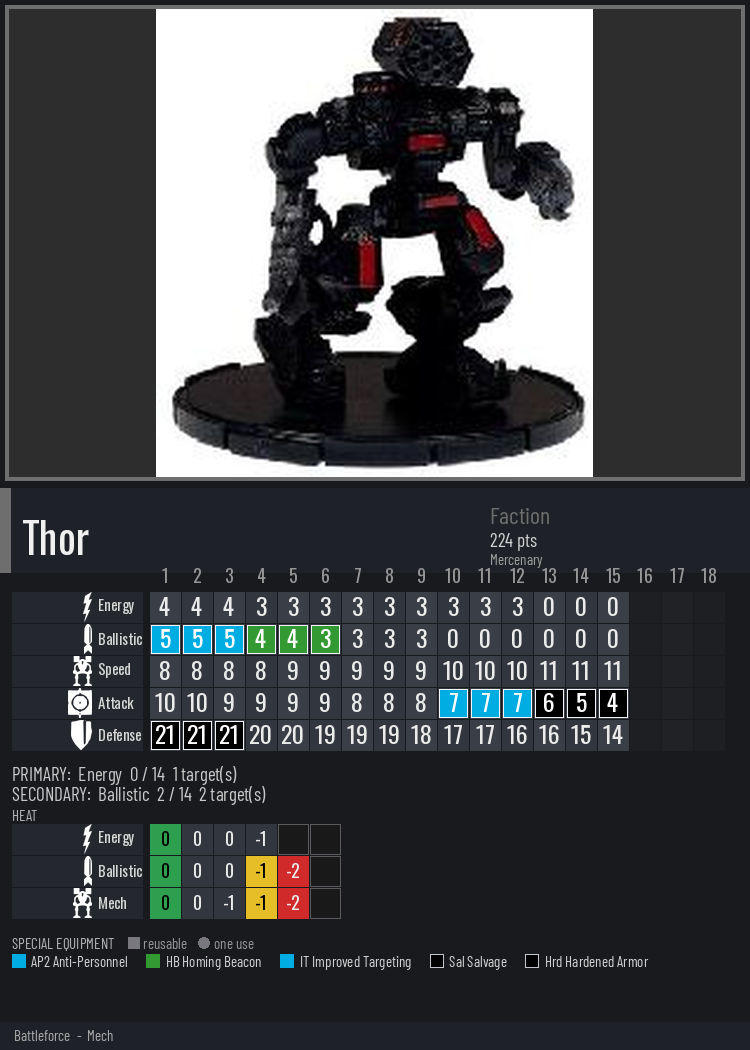 Thor
Faction
224 pts
Mercenary
1 2 3 4 5 6 7 8 9 10 11 12 13 14 15 16 17 18
Energy 4 4 4 3 3 3 3 3 3 3 3 3 0 0 0
Ballistic 5 5 5 4 4 3 3 3 3 0 0 0 0 0 0
Speed 8 8 8 8 9 9 9 9 9 10 10 10 11 11 11
Attack 10 10 9 9 9 9 8 8 8 7 7 7 6 5 4
Defense 21 21 21 20 20 19 19 19 18 17 17 16 16 15 14
PRIMARY: Energy 0 / 14 1 target(s)
SECONDARY: Ballistic 2 / 14 2 target(s)
HEAT
Energy 0 0 0 -1
Ballistic 0 0 0 -1 -2
Mech 0 0 -1 -1 -2
SPECIAL EQUIPMENT reusable one use
AP2 Anti-Personnel HB Homing Beacon IT Improved Targeting Sal Salvage Hrd Hardened Armor
Battleforce - Mech